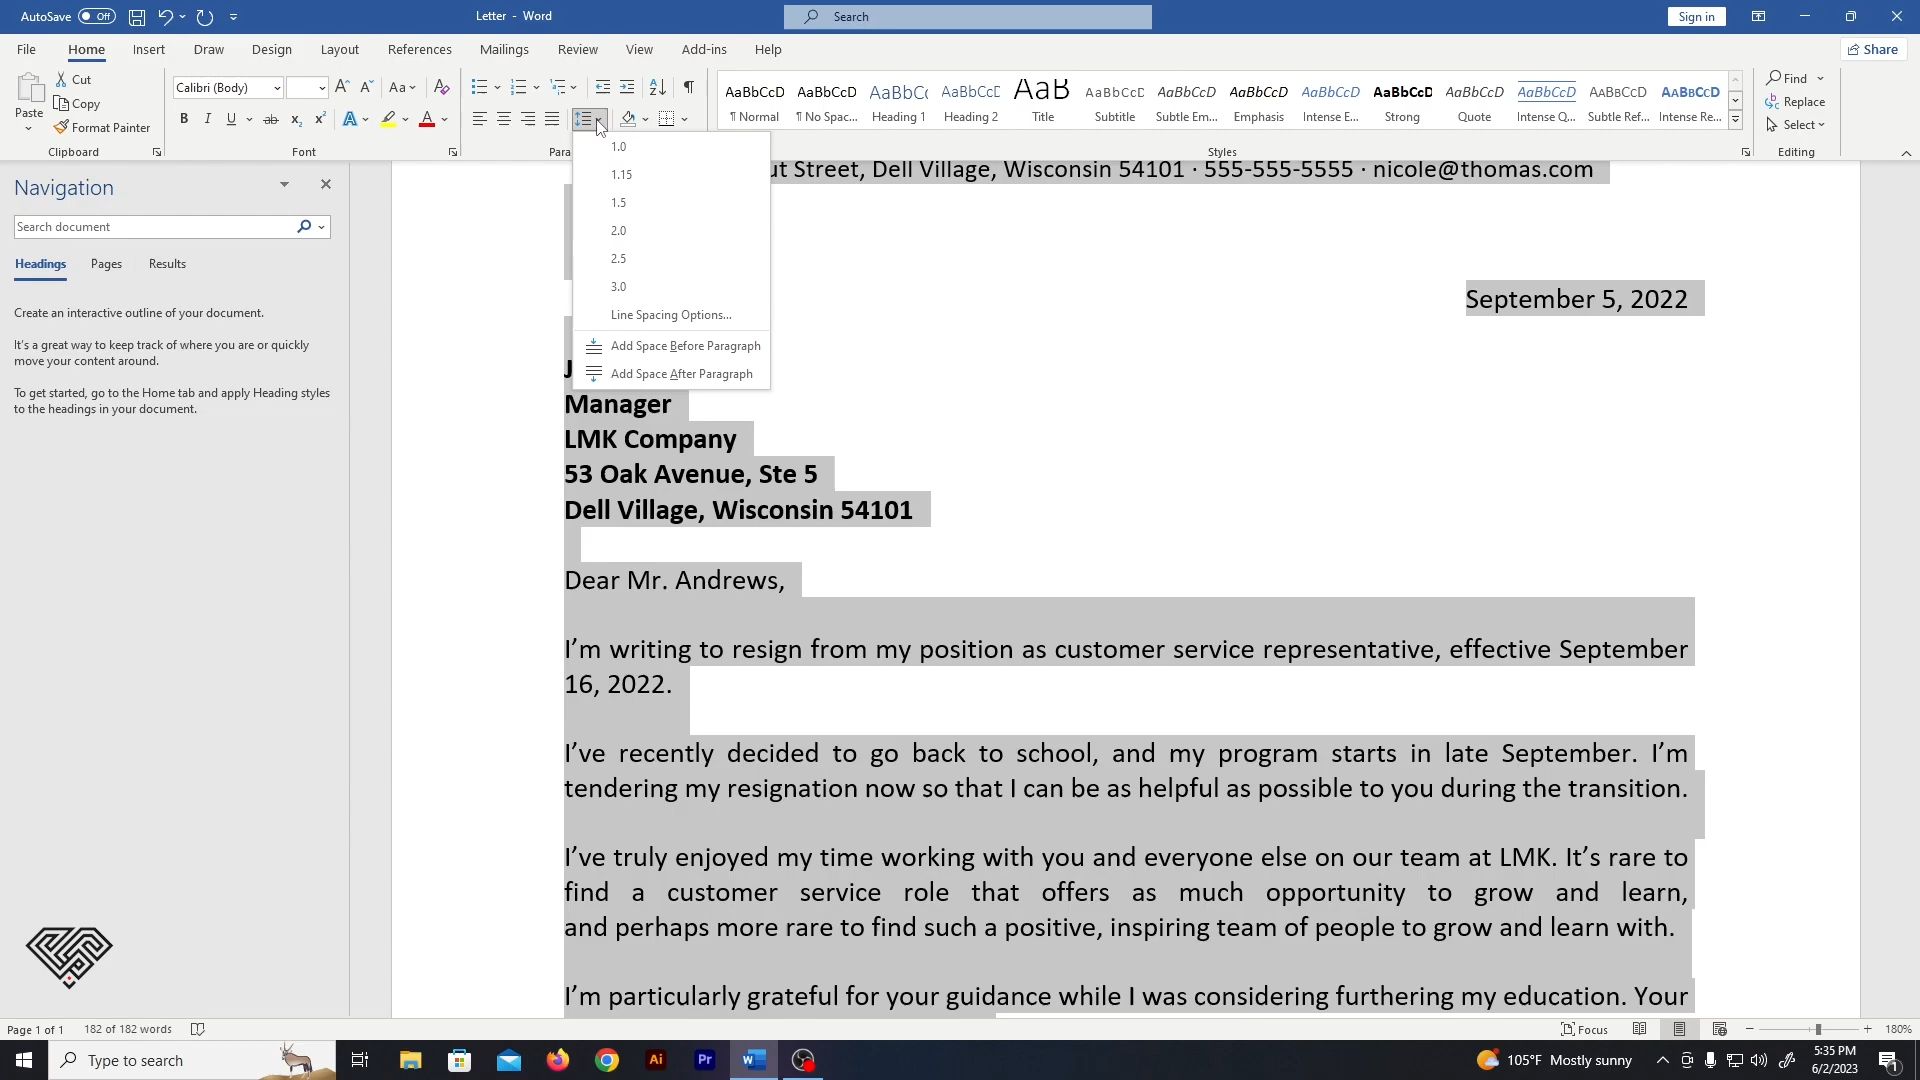 AutoSave Off
Letter - Word
Search
Sign in
File Home Insert Draw Design Layout References Mailings Review View Add-ins Help
Share
Paste
Cut
Copy
Format Painter
Clipboard
Calibri (Body)
Font
AaBbCcD ¶ Normal
AaBbCcD ¶ No Spac...
AaBbC Heading 1
AaBbCcD Heading 2
AaB Title
AaBbCcD Subtitle
AaBbCcD Subtle Em...
AaBbCcD Emphasis
AaBbCcD Intense E...
AaBbCcD Strong
AaBbCcD Quote
AaBbCcD Intense Q...
AaBbCcD Subtle Ref...
AaBbCcD Intense Re...
Styles
Find
Replace
Select
Editing
1.0
1.15
1.5
2.0
2.5
3.0
Line Spacing Options...
Add Space Before Paragraph
Add Space After Paragraph
Navigation
Search document
Headings Pages Results
Create an interactive outline of your document.
It's a great way to keep track of where you are or quickly
move your content around.
To get started, go to the Home tab and apply Heading styles
to the headings in your document.
Street, Dell Village, Wisconsin 54101 · 555-555-5555 · nicole@thomas.com
September 5, 2022
Manager
LMK Company
53 Oak Avenue, Ste 5
Dell Village, Wisconsin 54101
Dear Mr. Andrews,
I’m writing to resign from my position as customer service representative, effective September
16, 2022.
I’ve recently decided to go back to school, and my program starts in late September. I’m
tendering my resignation now so that I can be as helpful as possible to you during the transition.
I’ve truly enjoyed my time working with you and everyone else on our team at LMK. It’s rare to
find a customer service role that offers as much opportunity to grow and learn,
and perhaps more rare to find such a positive, inspiring team of people to grow and learn with.
I’m particularly grateful for your guidance while I was considering furthering my education. Your
Page 1 of 1 182 of 182 words
Focus
180%
Type to search
105°F Mostly sunny
5:35 PM
6/2/2023